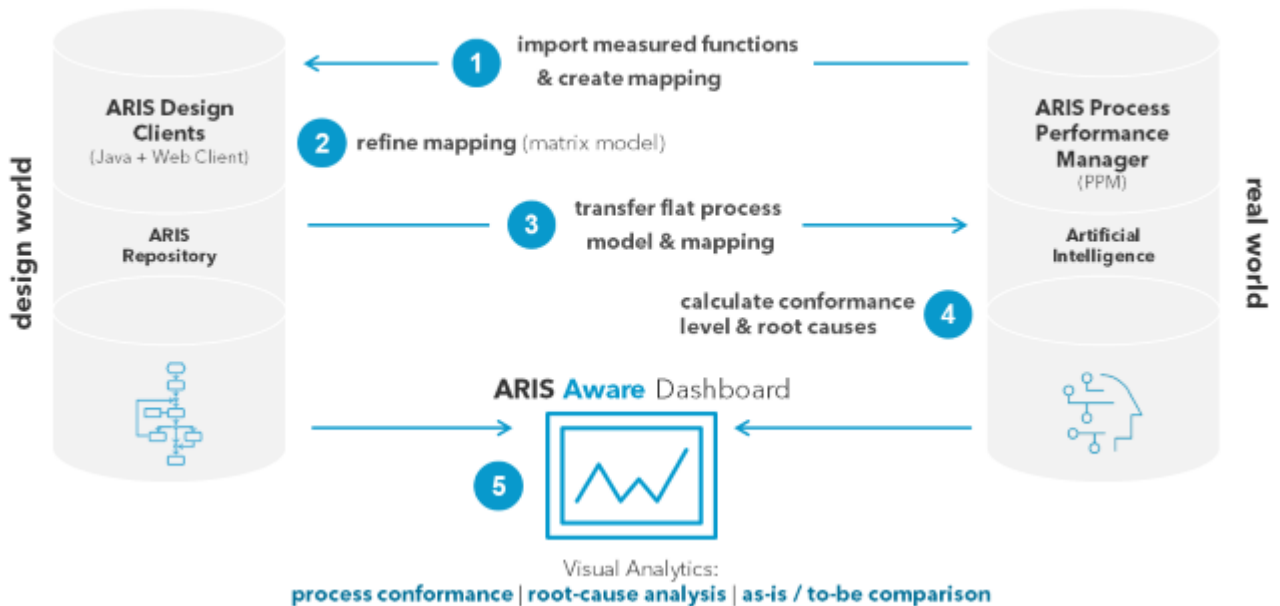 1
import measured functions
& create mapping
ARIS Design
Clients
(Java + Web Client)
ARIS Process
Performance
Manager
(PPM)
2
refine mapping (matrix model)
design world
real world
3
transfer flat process
model & mapping
ARIS
Repository
Artificial
Intelligence
calculate conformance
level & root causes
4
ARIS Aware Dashboard
5
Visual Analytics:
process conformance | root-cause analysis | as-is / to-be comparison